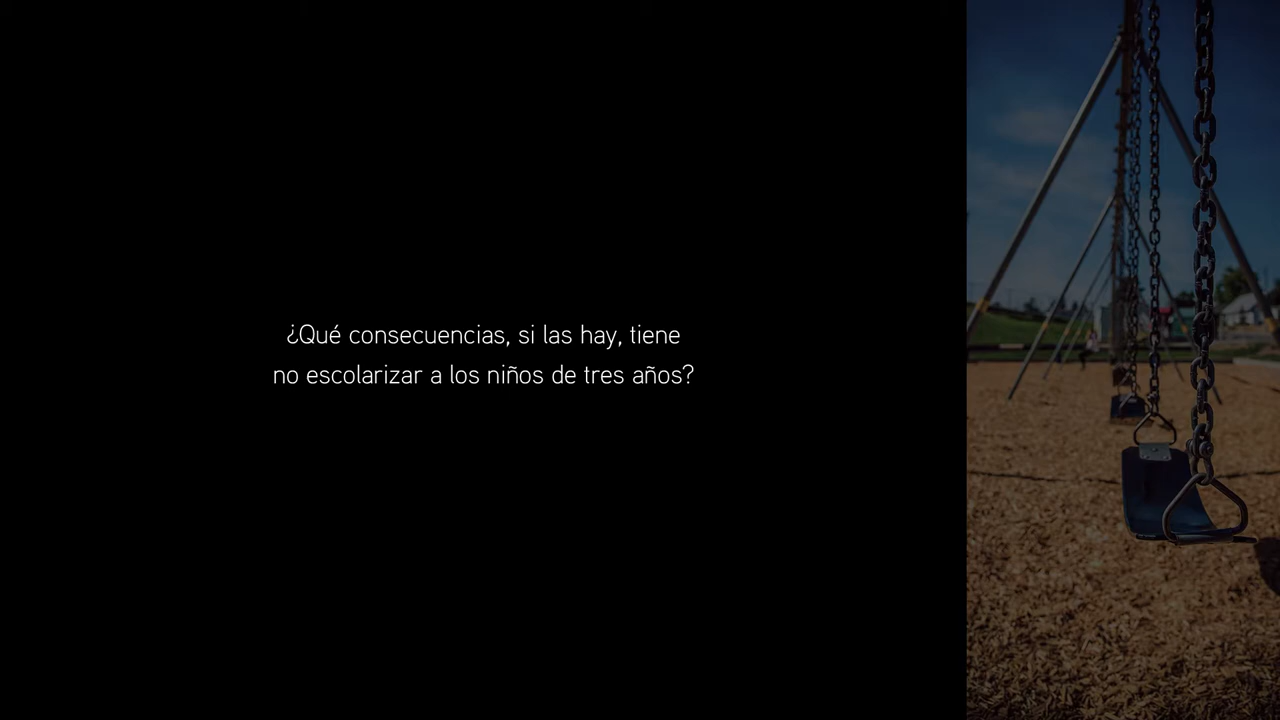 ¿Qué consecuencias, si las hay, tiene
no escolarizar a los niños de tres años?